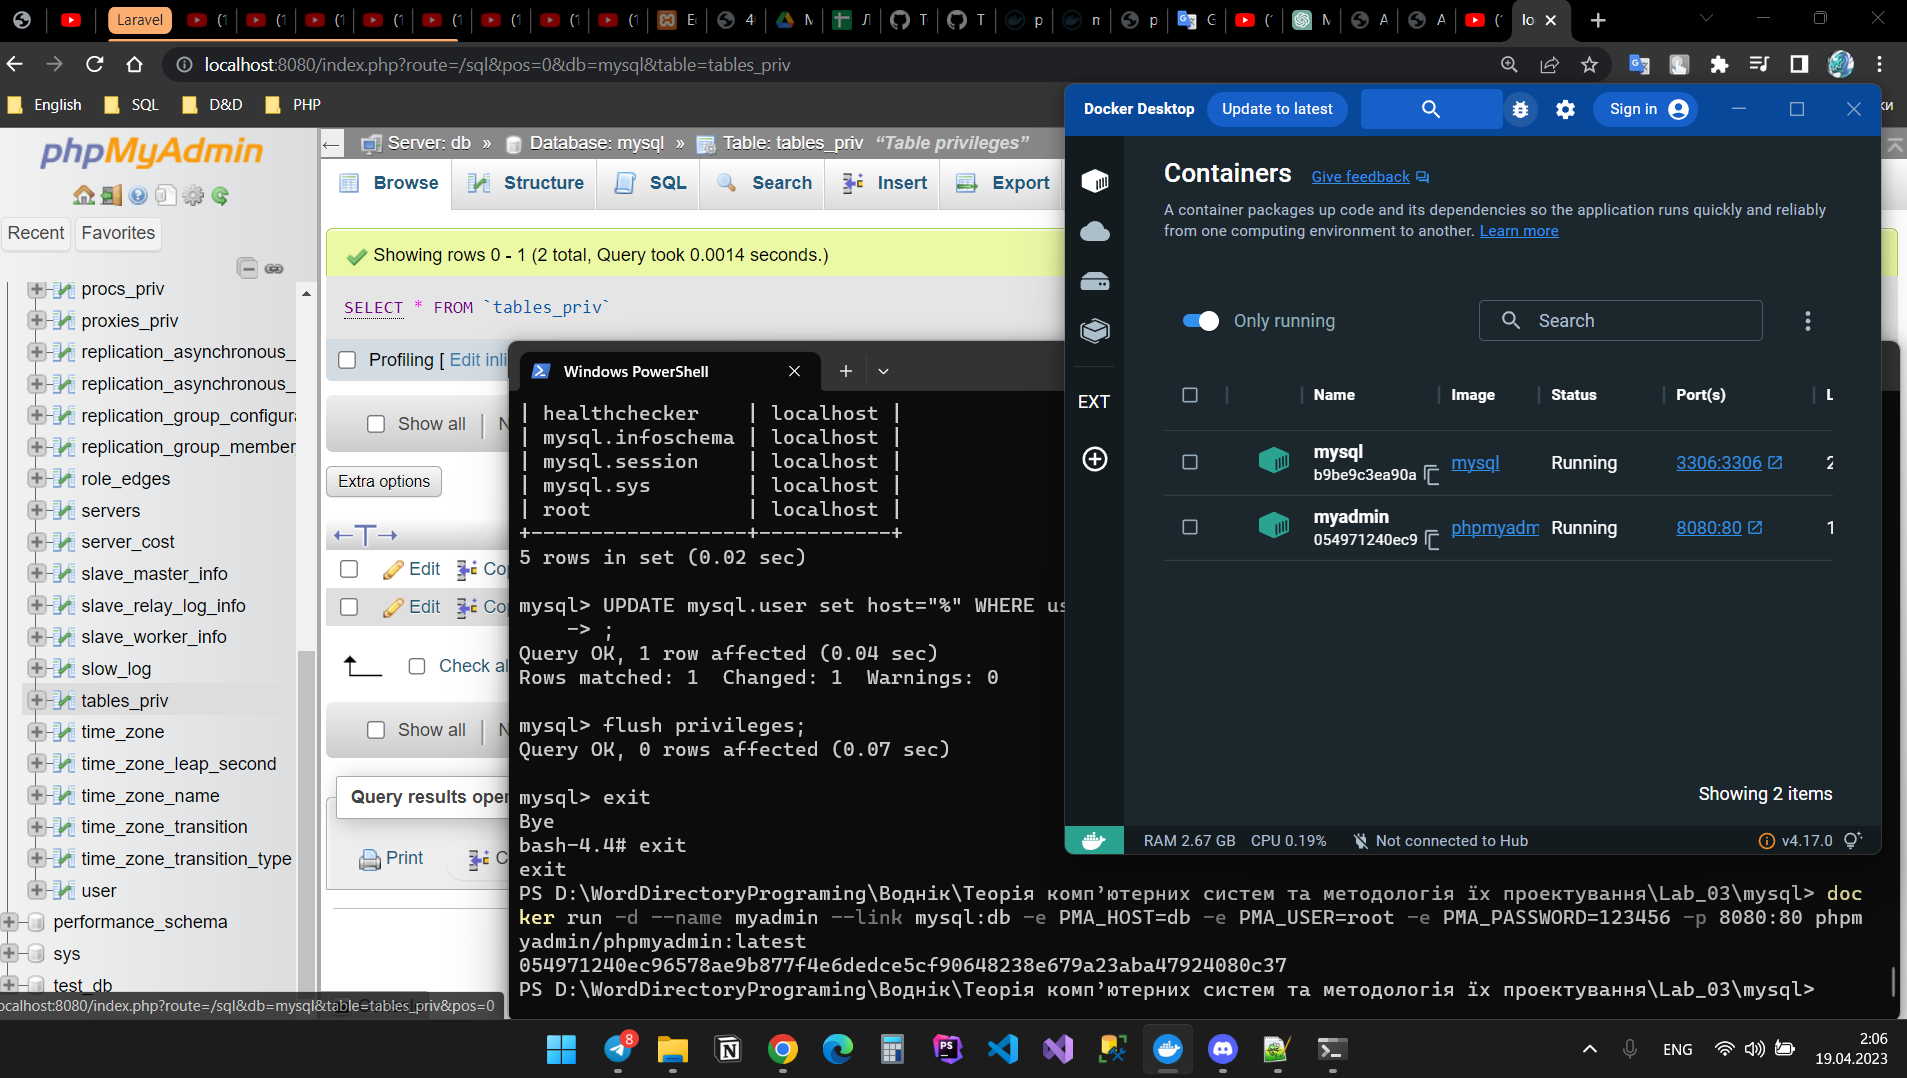 Laravel
localhost:8080/index.php?route=/sql&pos=0&db=mysql&table=tables_priv
English
SQL
D&D
PHP
phpMyAdmin
Recent
Favorites
procs_priv
proxies_priv
replication_asynchronous_
replication_asynchronous_
replication_group_configura
replication_group_member
role_edges
servers
server_cost
slave_master_info
slave_relay_log_info
slave_worker_info
slow_log
tables_priv
time_zone
time_zone_leap_second
time_zone_name
time_zone_transition
time_zone_transition_type
user
performance_schema
sys
test_db
ocalhost:8080/index.php?route=/sql&db=mysql&table=tables_priv&pos=0
Server: db » Database: mysql » Table: tables_priv “Table privileges”
Browse
Structure
SQL
Search
Insert
Export
Showing rows 0 - 1 (2 total, Query took 0.0014 seconds.)
SELECT * FROM `tables_priv`
Profiling [ Edit inli
Show all
Extra options
Edit
Edit
Check al
Show all
Query results oper
Print
Windows PowerShell
| healthchecker    | localhost |
| mysql.infoschema | localhost |
| mysql.session    | localhost |
| mysql.sys        | localhost |
| root             | localhost |
+------------------+-----------+
5 rows in set (0.02 sec)
mysql> UPDATE mysql.user set host="%" WHERE us
    -> ;
Query OK, 1 row affected (0.04 sec)
Rows matched: 1  Changed: 1  Warnings: 0
mysql> flush privileges;
Query OK, 0 rows affected (0.07 sec)
mysql> exit
Bye
bash-4.4# exit
exit
PS D:\WordDirectoryPrograming\Воднік\Теорія комп’ютерних систем та методологія їх проектування\Lab_03\mysql> doc
ker run -d --name myadmin --link mysql:db -e PMA_HOST=db -e PMA_USER=root -e PMA_PASSWORD=123456 -p 8080:80 phpm
yadmin/phpmyadmin:latest
054971240ec96578ae9b877f4e6dedce5cf90648238e679a23aba47924080c37
PS D:\WordDirectoryPrograming\Воднік\Теорія комп’ютерних систем та методологія їх проектування\Lab_03\mysql>
Docker Desktop
Update to latest
Sign in
Containers
Give feedback
A container packages up code and its dependencies so the application runs quickly and reliably
from one computing environment to another. Learn more
Only running
Search
EXT
Name
Image
Status
Port(s)
L
mysql
b9be9c3ea90a
mysql
Running
3306:3306
2
myadmin
054971240ec9
phpmyadm
Running
8080:80
1
Showing 2 items
RAM 2.67 GB CPU 0.19% Not connected to Hub
v4.17.0
8
ENG
2:06
19.04.2023